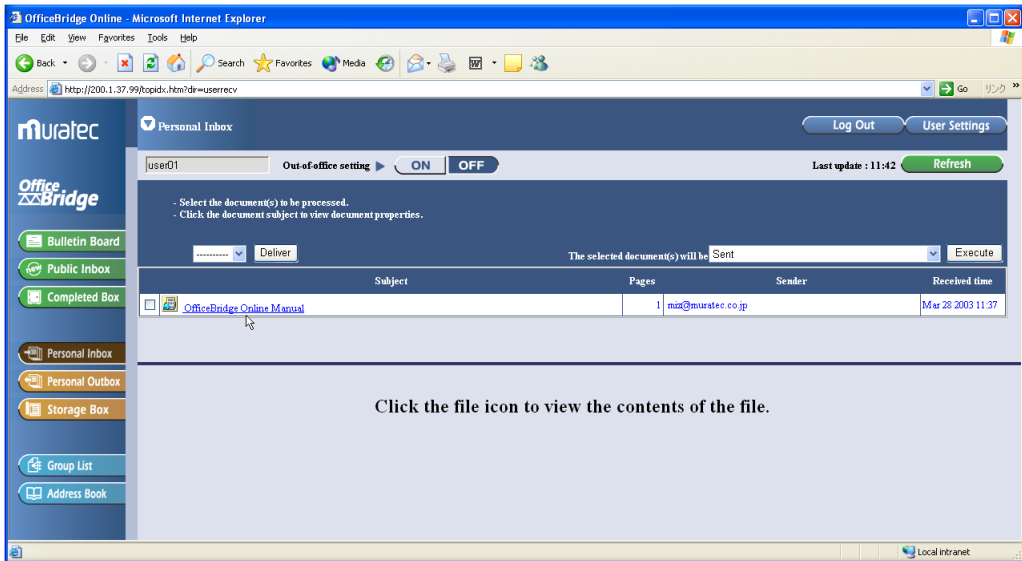 OfficeBridge Online - Microsoft Internet Explorer
File Edit View Favorites Tools Help
Back Search Favorites Media
Address http://200.1.37.99/topidx.htm?dir=userrecv Go リンク »
muratec Personal Inbox Log Out User Settings
user01 Out-of-office setting ON OFF Last update : 11:42 Refresh
Office
Bridge
- Select the document(s) to be processed.
- Click the document subject to view document properties.
Bulletin Board
Public Inbox
Completed Box
---------- Deliver The selected document(s) will be Sent Execute
Subject Pages Sender Received time
OfficeBridge Online Manual 1 miz@muratec.co.jp Mar 28 2003 11:37
Personal Inbox
Personal Outbox
Storage Box
Click the file icon to view the contents of the file.
Group List
Address Book
Local intranet